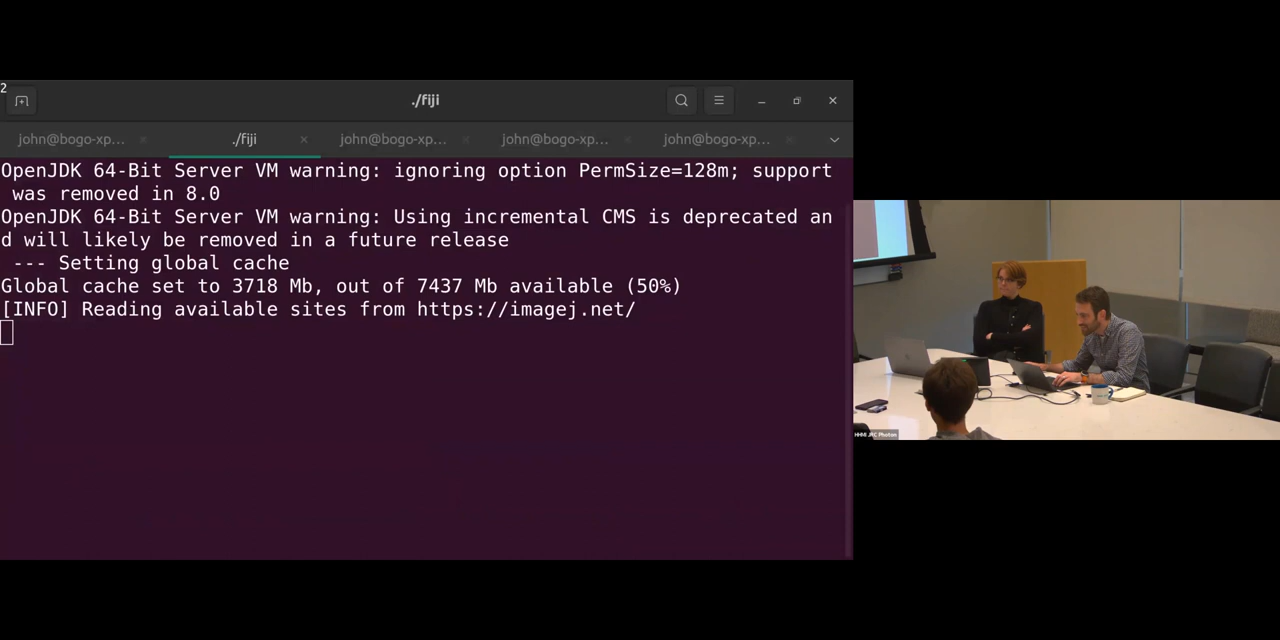 2
./fiji
john@bogo-xp...
./fiji
john@bogo-xp...
john@bogo-xp...
john@bogo-xp...
OpenJDK 64-Bit Server VM warning: ignoring option PermSize=128m; support
 was removed in 8.0
OpenJDK 64-Bit Server VM warning: Using incremental CMS is deprecated an
d will likely be removed in a future release
 --- Setting global cache
Global cache set to 3718 Mb, out of 7437 Mb available (50%)
[INFO] Reading available sites from https://imagej.net/
HHMI JRC Photon